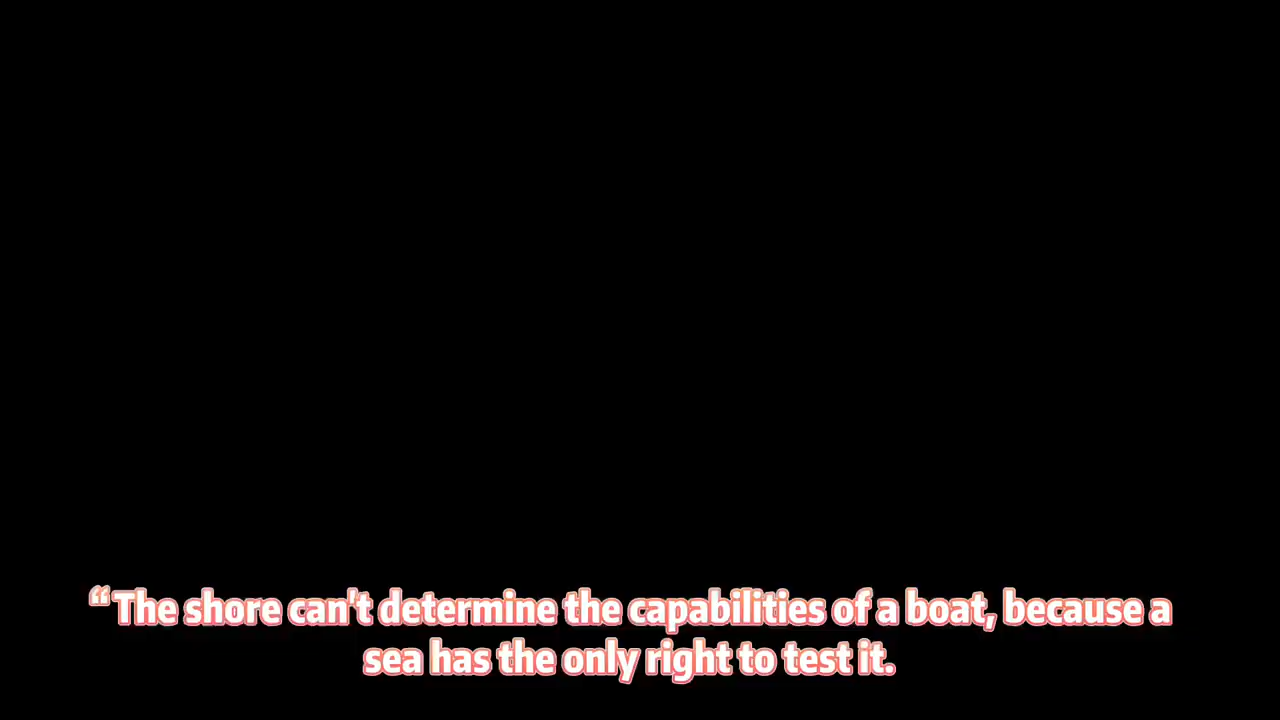 “The shore can't determine the capabilities of a boat, because a
sea has the only right to test it.